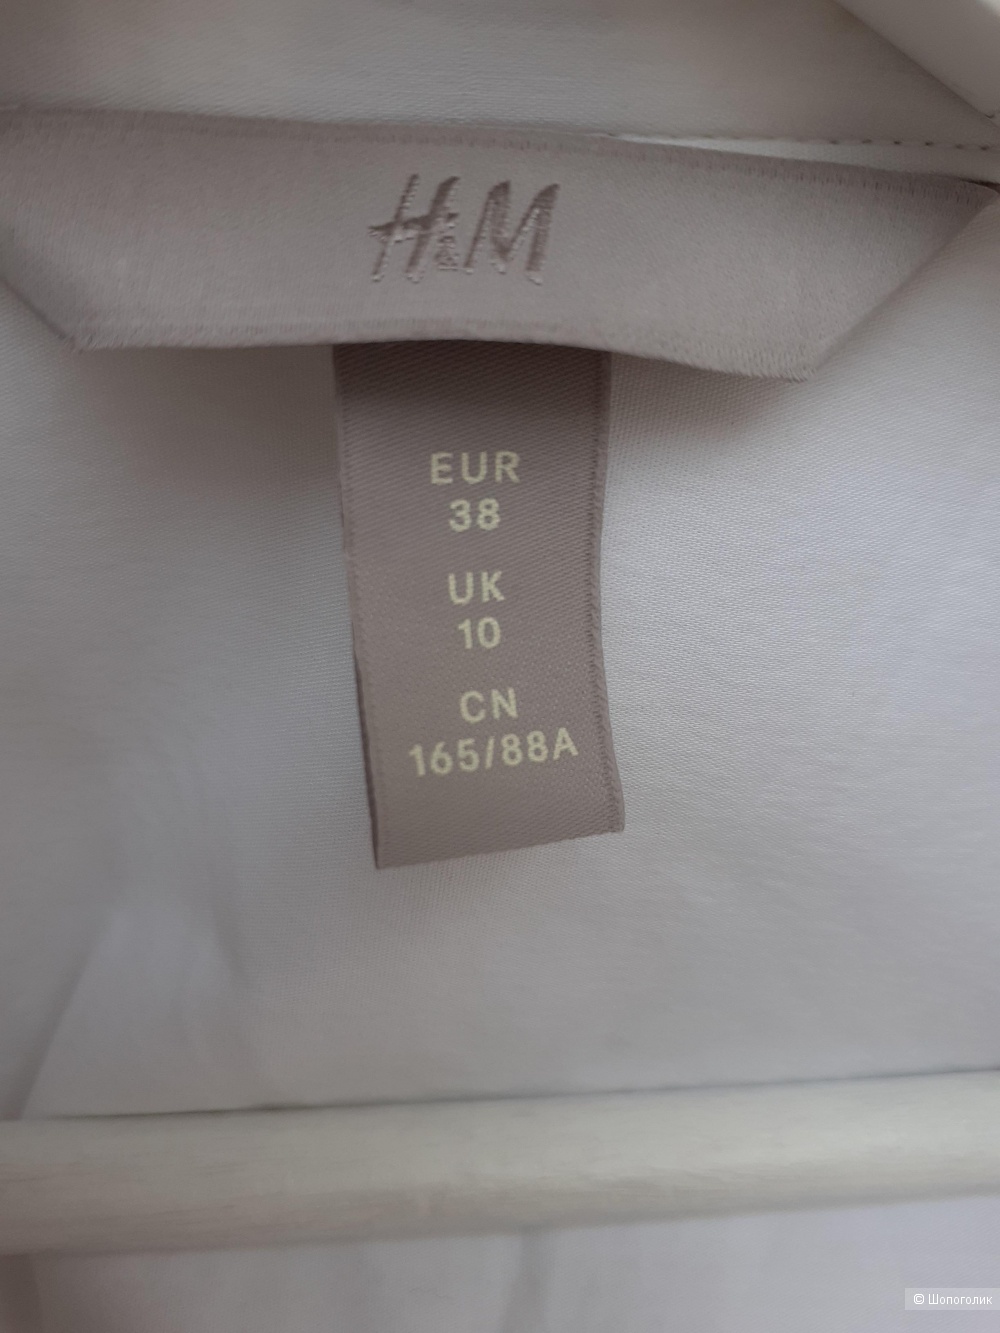 H&M
EUR
38
UK
10
CN
165/88A
© Шопоголик